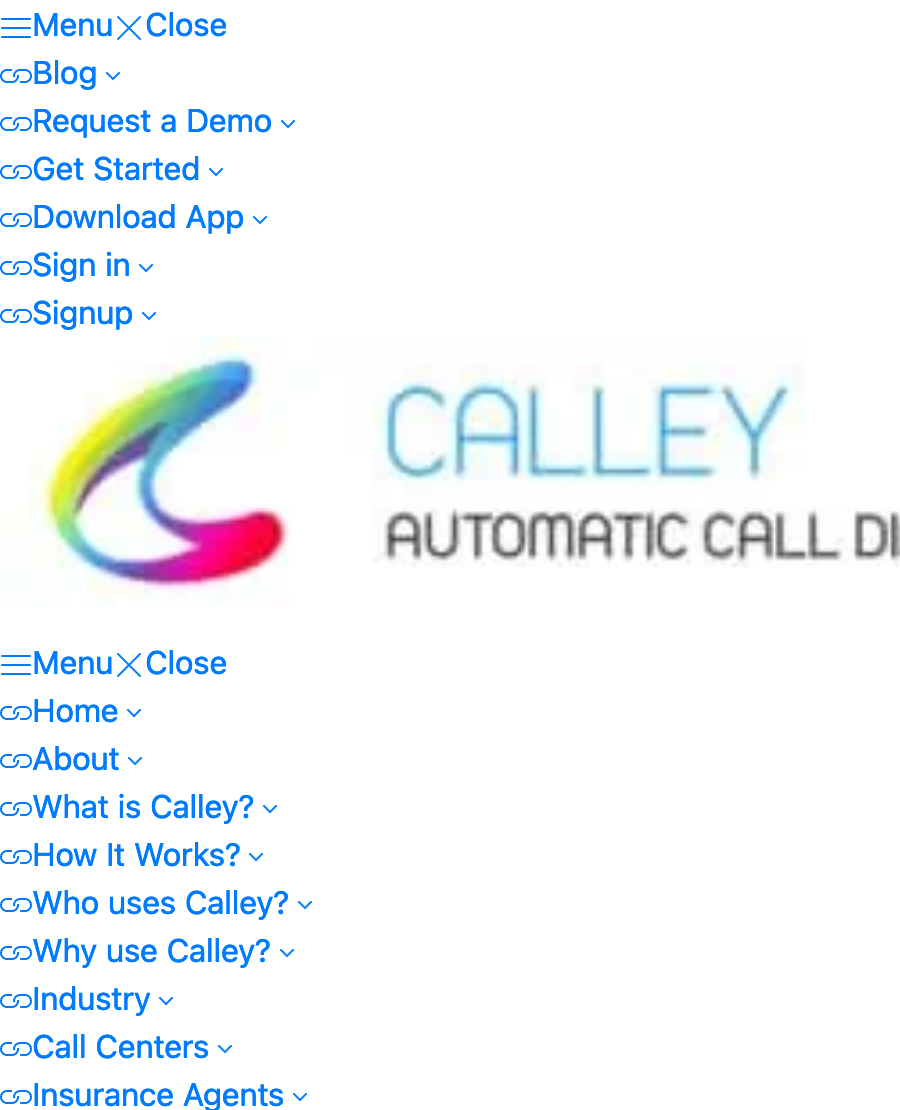 Menu Close
Blog
Request a Demo
Get Started
Download App
Sign in
Signup
CALLEY
AUTOMATIC CALL DI
Menu Close
Home
About
What is Calley?
How It Works?
Who uses Calley?
Why use Calley?
Industry
Call Centers
Insurance Agents